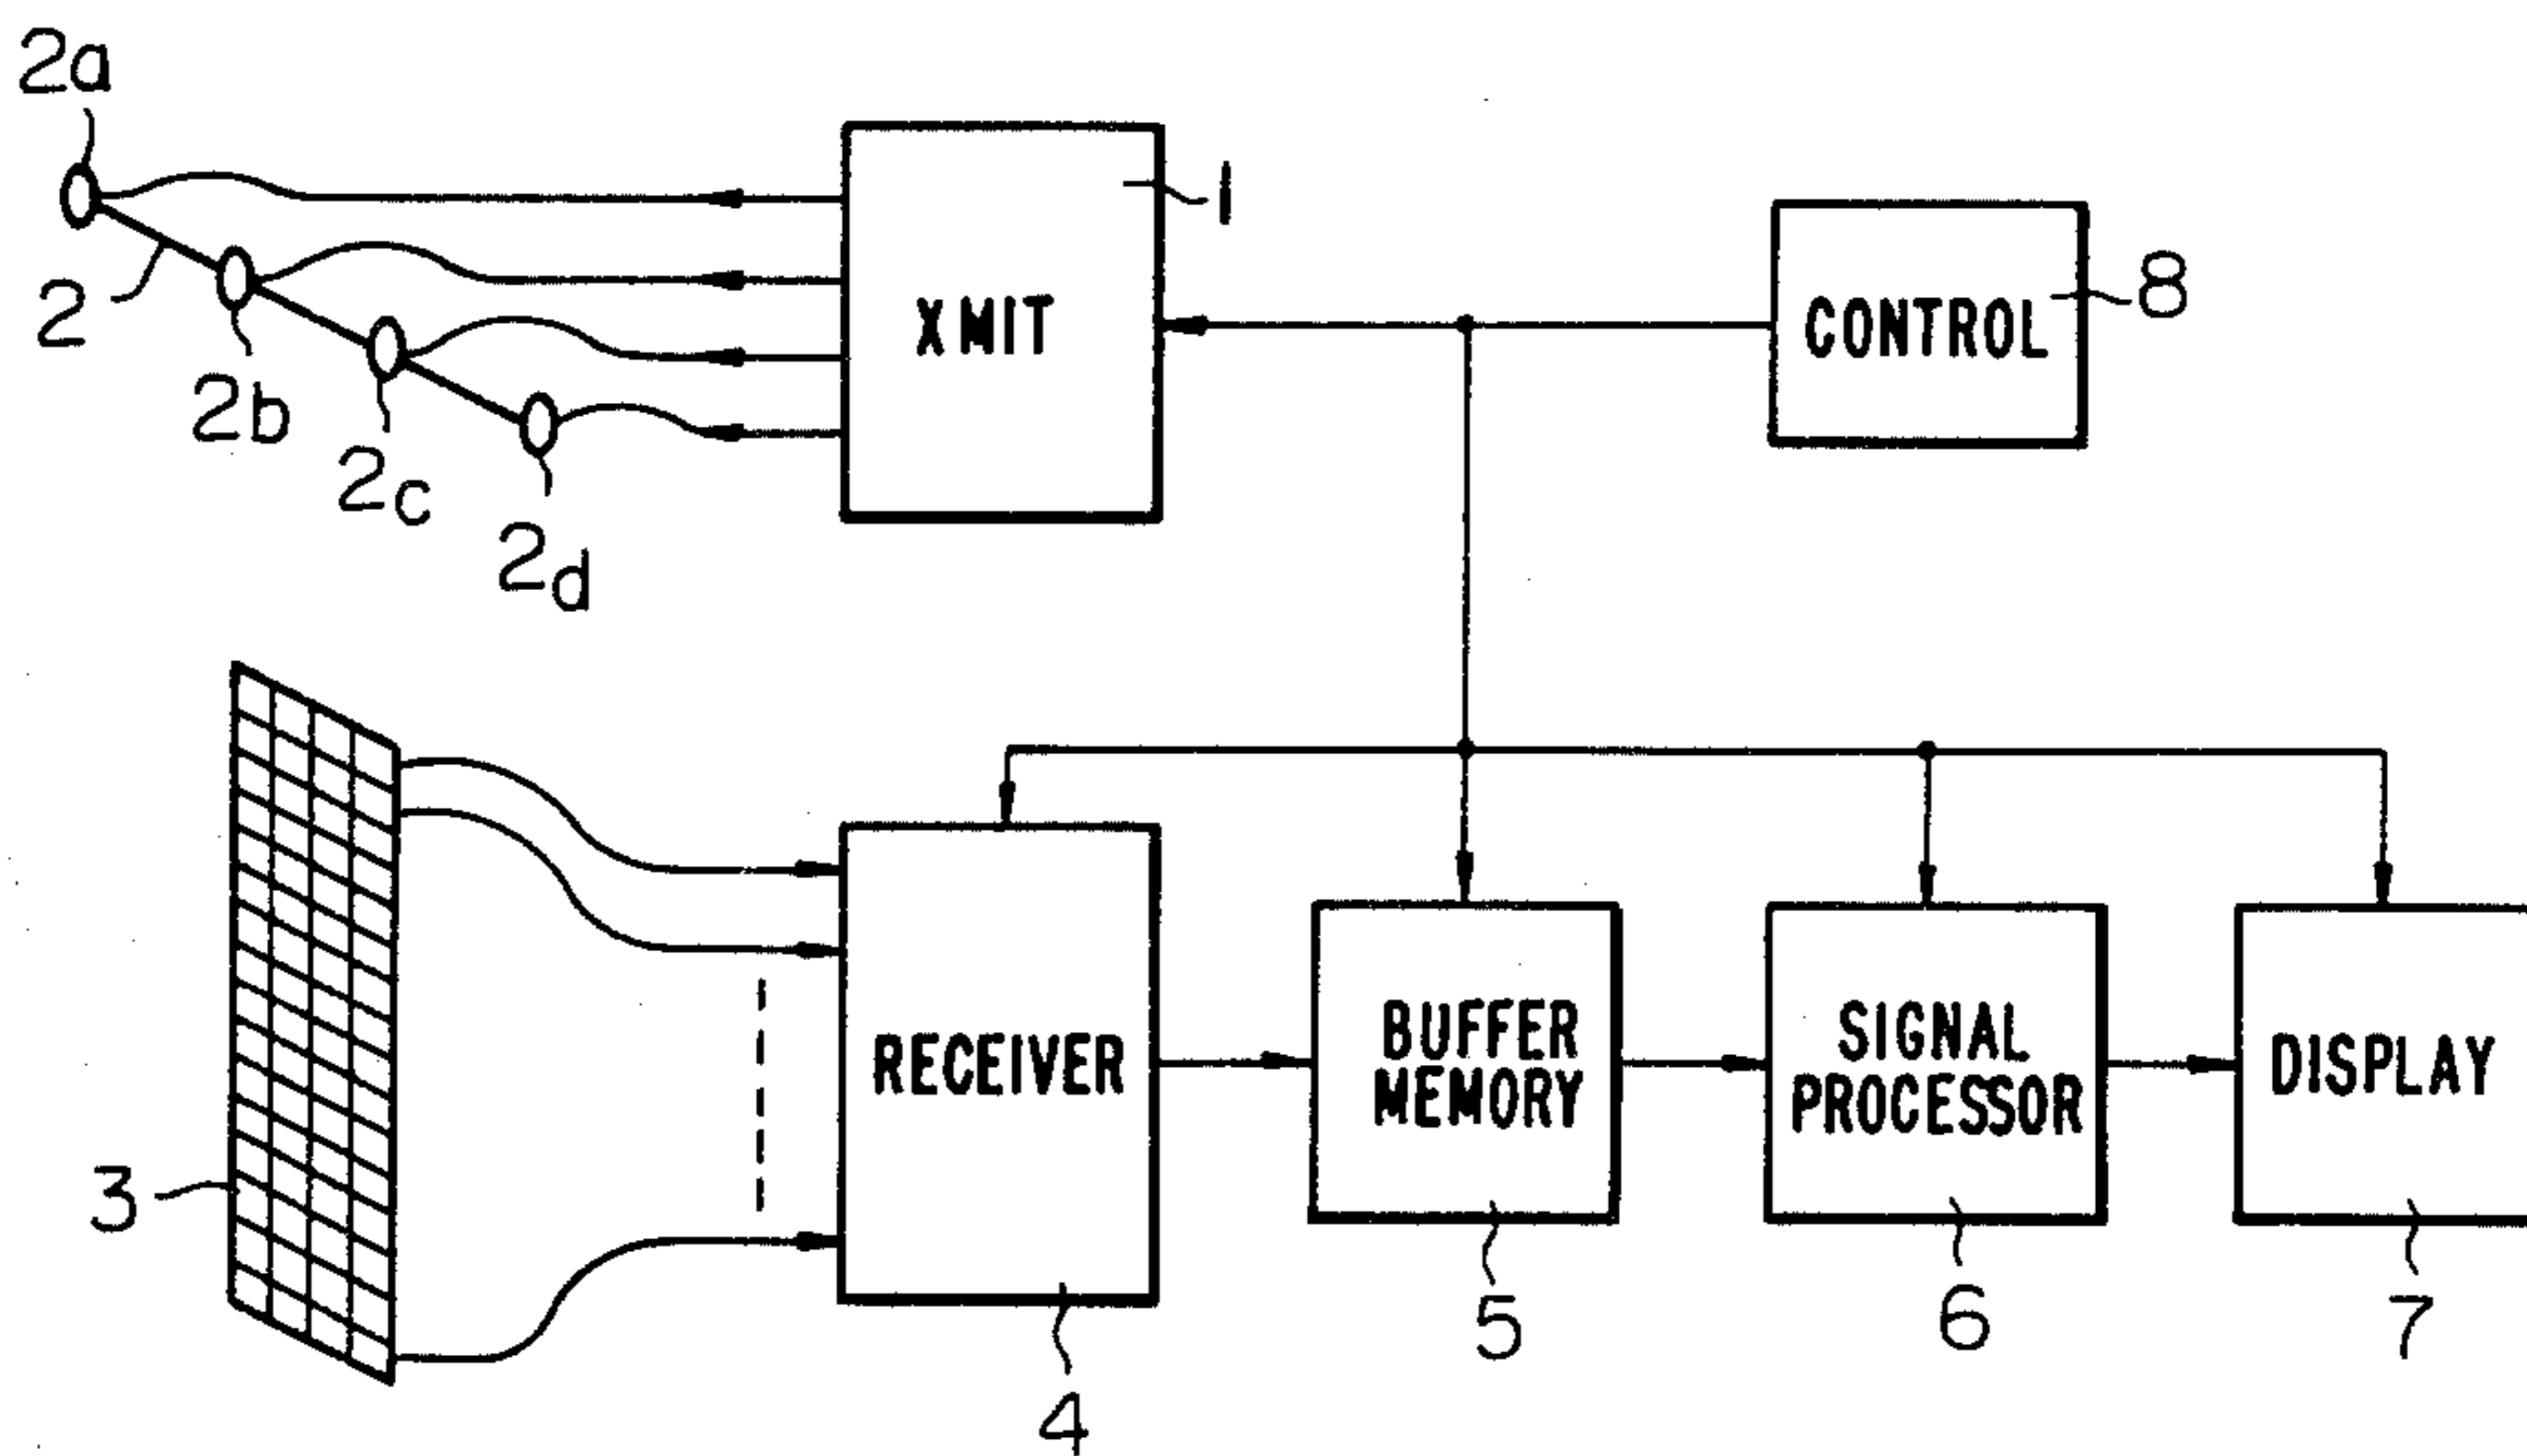 2a
1
XMIT
8
CONTROL
2
2b
2c
2d
3
RECEIVER
BUFFER
MEMORY
SIGNAL
PROCESSOR
DISPLAY
4
5
6
7